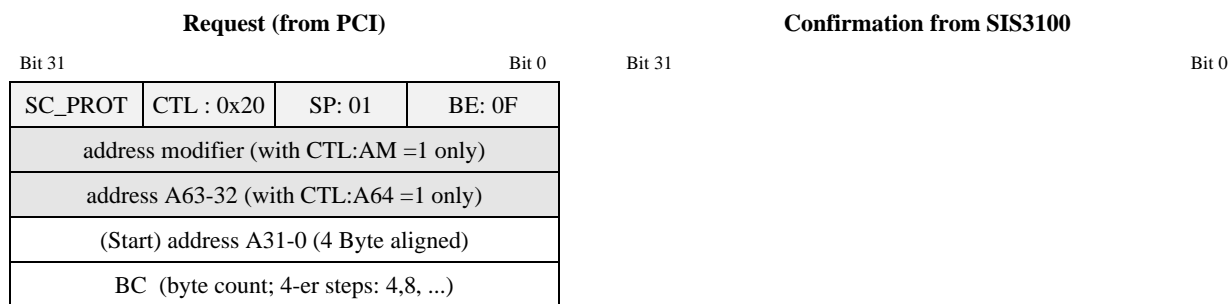 Request (from PCI)
Confirmation from SIS3100
Bit 31 Bit 0 Bit 31 Bit 0
SC_PROT CTL : 0x20 SP: 01 BE: 0F
address modifier (with CTL:AM =1 only)
address A63-32 (with CTL:A64 =1 only)
(Start) address A31-0 (4 Byte aligned)
BC (byte count; 4-er steps: 4,8, ...)